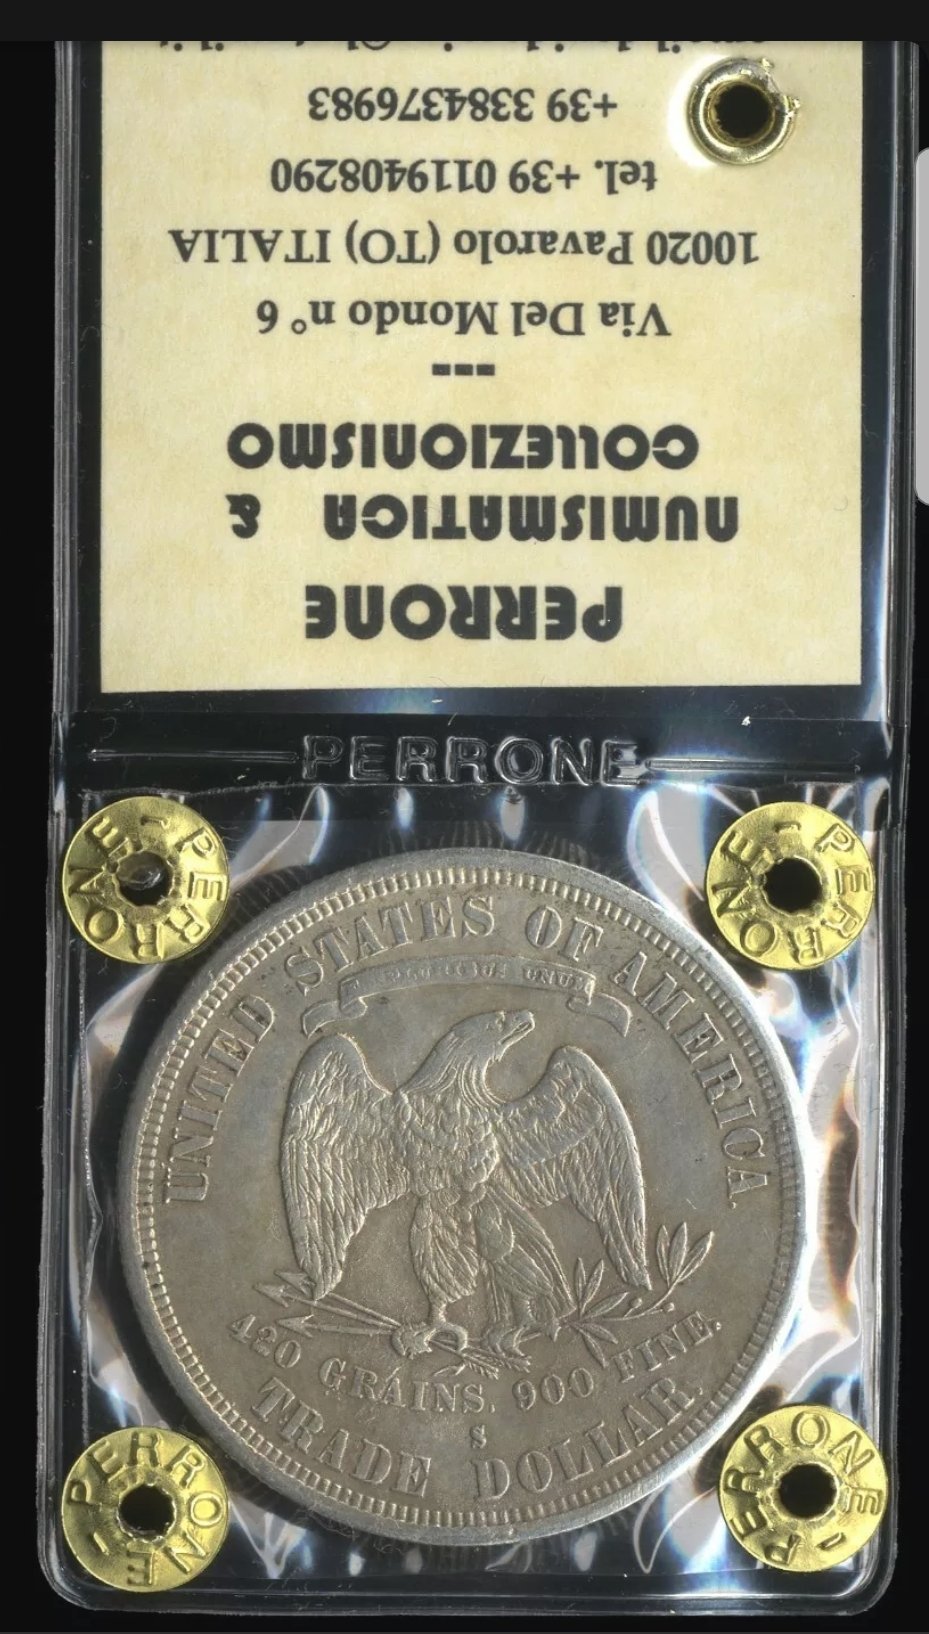 +39 3384376983
tel. +39 0119408290
10020 Pavarolo (TO) ITALIA
Via Del Mondo n° 6
---
COLLEZIONISMO
NUMISMATICA &
PERRONE
PERRONE
PERRONE -
PERRONE -
UNITED STATES OF AMERICA
E PLURIBUS UNUM
420 GRAINS. 900 FINE.
S
TRADE DOLLAR.
PERRONE -
PERRONE -